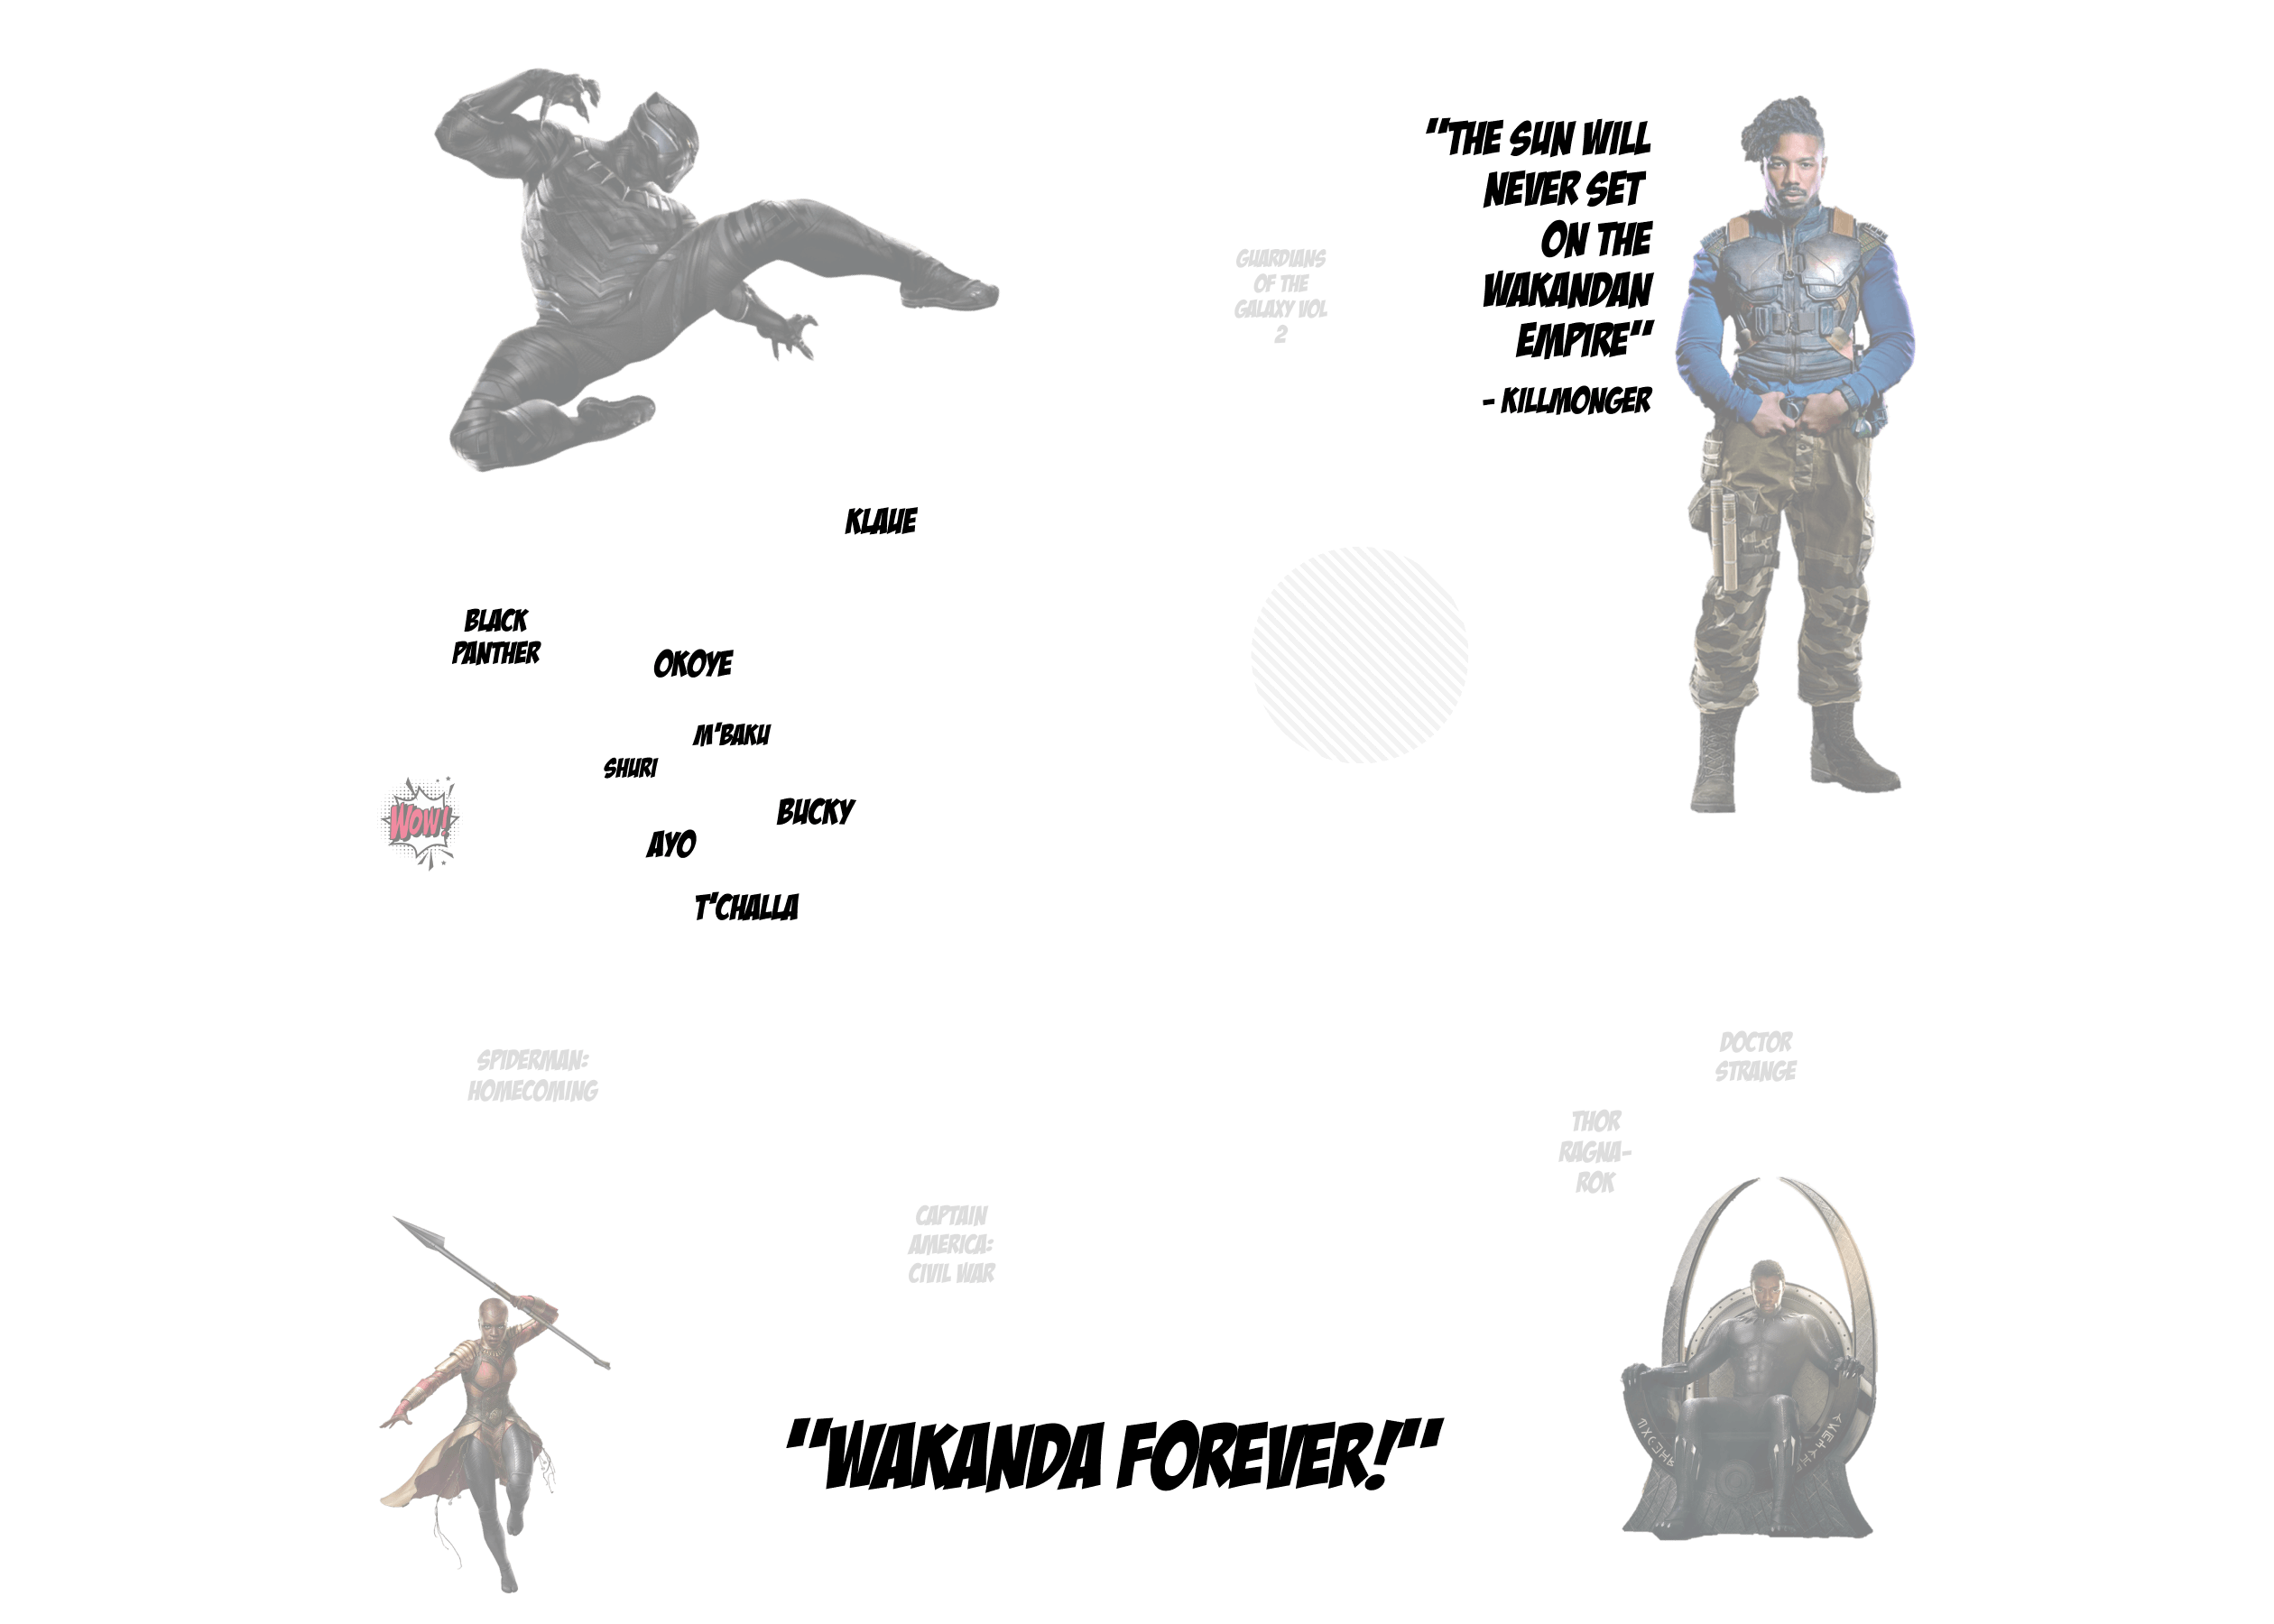 "THE SUN WILL
NEVER SET
ON THE
WAKANDAN
EMPIRE"
- KILLMONGER
GUARDIANS
OF THE
GALAXY VOL
2
KLAUE
BLACK
PANTHER
OKOYE
M'BAKU
SHURI
WOW!
BUCKY
AYO
T'CHALLA
SPIDERMAN:
HOMECOMING
DOCTOR
STRANGE
THOR
RAGNA-
ROK
CAPTAIN
AMERICA:
CIVIL WAR
"WAKANDA FOREVER!"